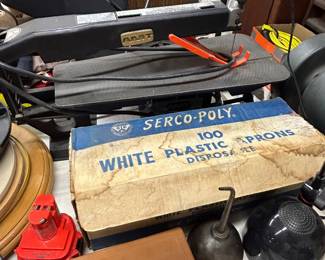 SERCO-POLY
100
WHITE PLASTIC APRONS
DISPOSABLE